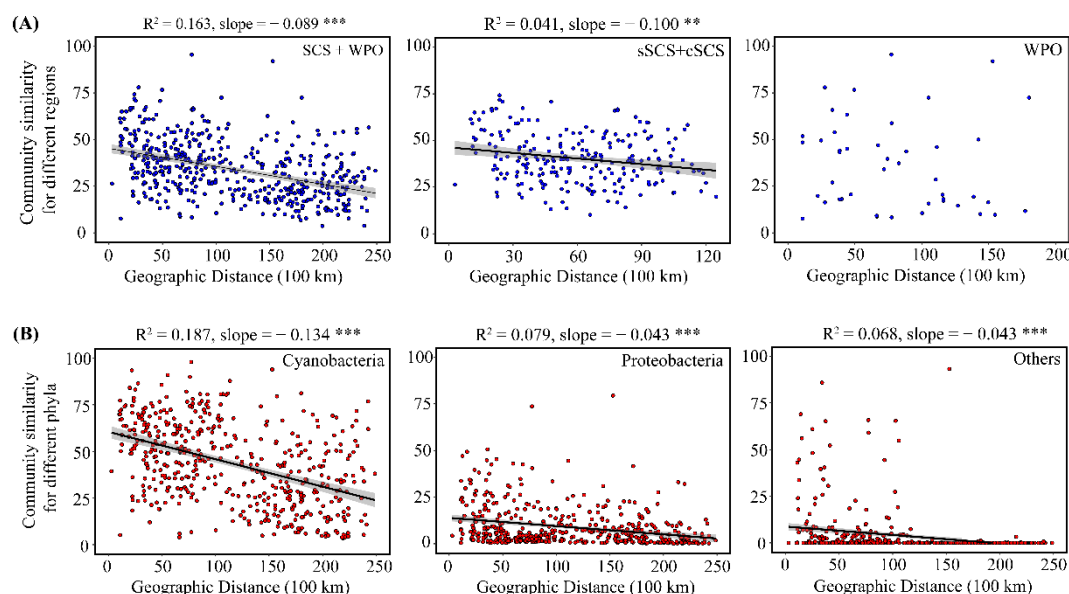 (A)
R² = 0.163, slope = − 0.089 ***
R² = 0.041, slope = − 0.100 **
SCS + WPO
sSCS+cSCS
WPO
Community similarity
for different regions
100
75
50
25
0
100
75
50
25
0
100
75
50
25
0
0 50 100 150 200 250
0 30 60 90 120
0 50 100 150 200
Geographic Distance (100 km)
Geographic Distance (100 km)
Geographic Distance (100 km)
(B)
R² = 0.187, slope = − 0.134 ***
R² = 0.079, slope = − 0.043 ***
R² = 0.068, slope = − 0.043 ***
Cyanobacteria
Proteobacteria
Others
Community similarity
for different phyla
100
75
50
25
0
100
75
50
25
0
100
75
50
25
0
0 50 100 150 200 250
0 50 100 150 200 250
0 50 100 150 200 250
Geographic Distance (100 km)
Geographic Distance (100 km)
Geographic Distance (100 km)